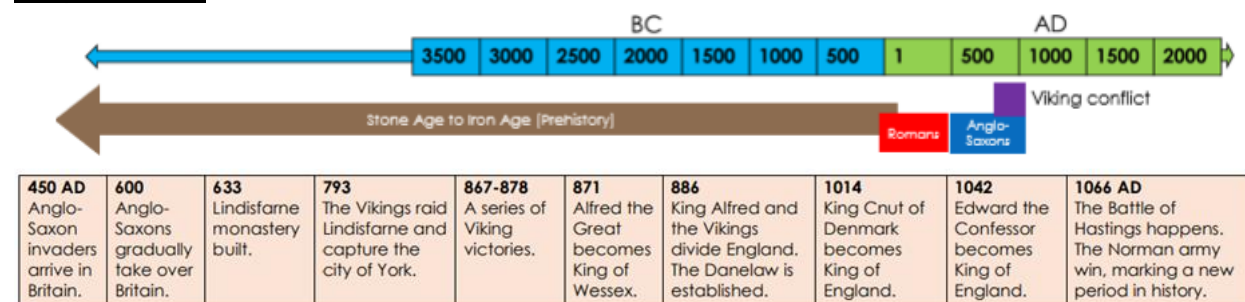 BC
AD
3500 3000 2500 2000 1500 1000 500 1 500 1000 1500 2000
Viking conflict
Stone Age to Iron Age (Prehistory)
Romans
Anglo-
Saxons
450 AD
Anglo-
Saxon
invaders
arrive in
Britain.
600
Anglo-
Saxons
gradually
take over
Britain.
633
Lindisfarne
monastery
built.
793
The Vikings raid
Lindisfarne and
capture the
city of York.
867-878
A series of
Viking
victories.
871
Alfred the
Great
becomes
King of
Wessex.
886
King Alfred and
the Vikings
divide England.
The Danelaw is
established.
1014
King Cnut of
Denmark
becomes
King of
England.
1042
Edward the
Confessor
becomes
King of
England.
1066 AD
The Battle of
Hastings happens.
The Norman army
win, marking a new
period in history.